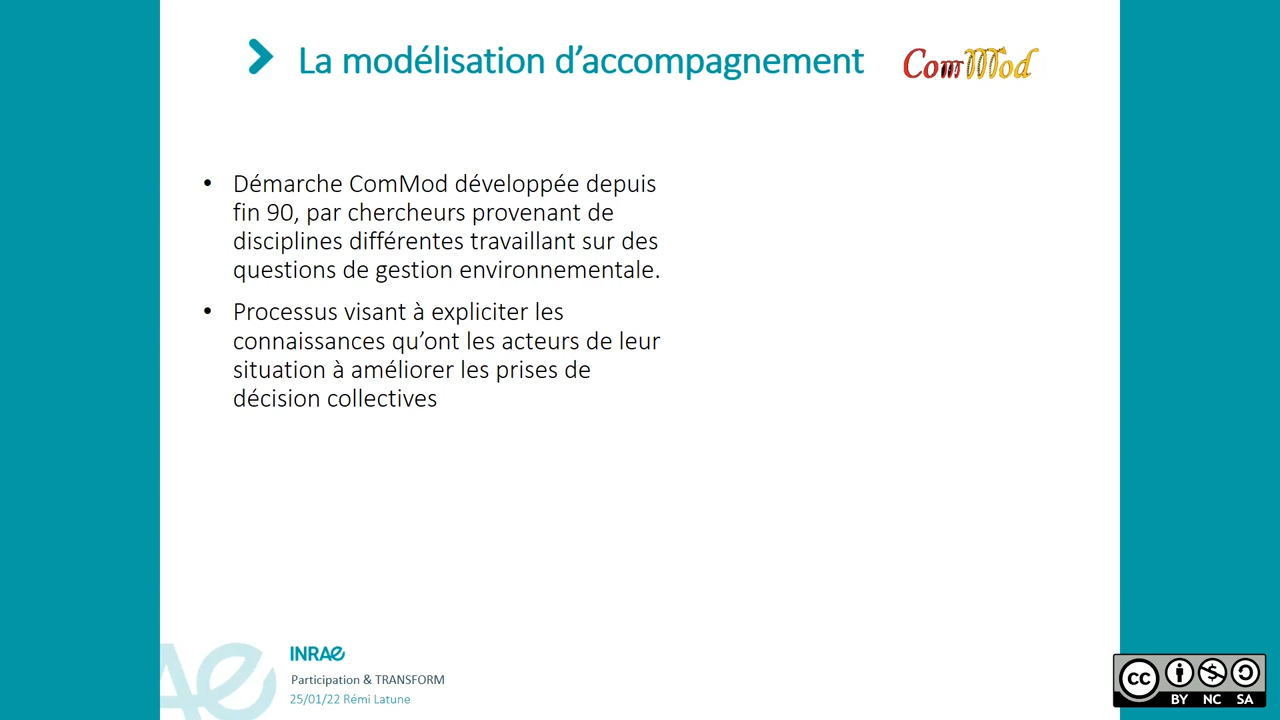 La modélisation d’accompagnement
ComMod
• Démarche ComMod développée depuis
fin 90, par chercheurs provenant de
disciplines différentes travaillant sur des
questions de gestion environnementale.
• Processus visant à expliciter les
connaissances qu’ont les acteurs de leur
situation à améliorer les prises de
décision collectives
INRAE
Participation & TRANSFORM
25/01/22 Rémi Latune
cc BY NC SA